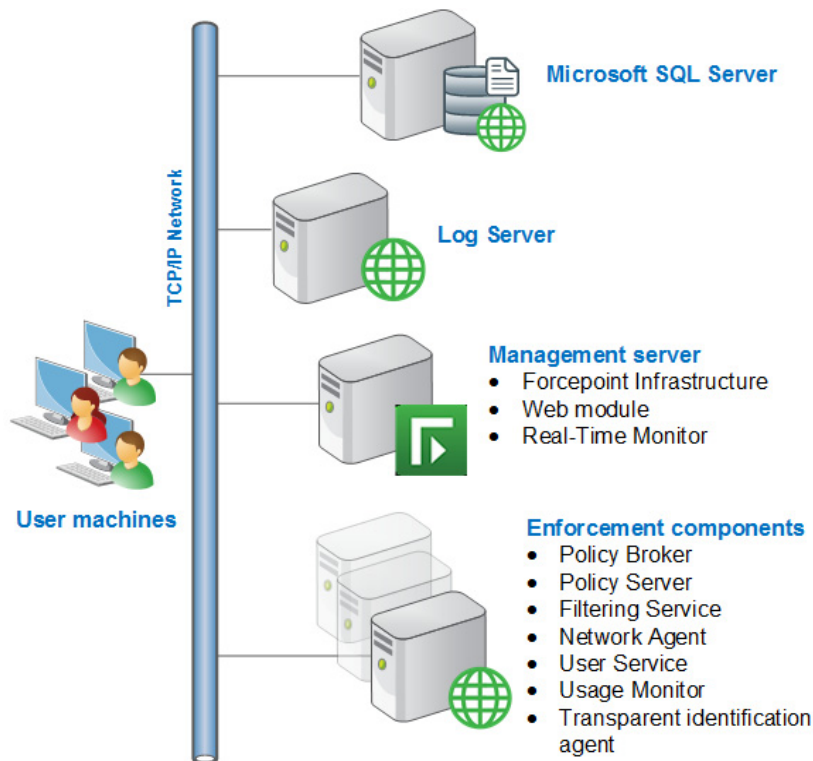 Microsoft SQL Server
TCP/IP Network
Log Server
Management server
• Forcepoint Infrastructure
• Web module
• Real-Time Monitor
User machines
Enforcement components
• Policy Broker
• Policy Server
• Filtering Service
• Network Agent
• User Service
• Usage Monitor
• Transparent identification
agent